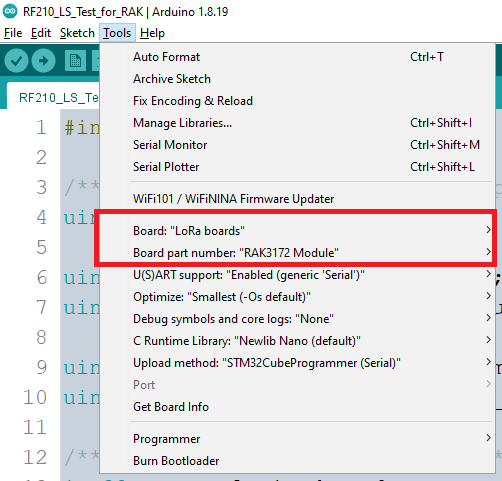 RF210_LS_Test_for_RAK | Arduino 1.8.19
File Edit Sketch Tools Help
RF210_LS_Te
Auto Format Ctrl+T
Archive Sketch
Fix Encoding & Reload
Manage Libraries... Ctrl+Shift+I
Serial Monitor Ctrl+Shift+M
Serial Plotter Ctrl+Shift+L
WiFi101 / WiFiNINA Firmware Updater
Board: "LoRa boards"
Board part number: "RAK3172 Module"
U(S)ART support: "Enabled (generic 'Serial')"
Optimize: "Smallest (-Os default)"
Debug symbols and core logs: "None"
C Runtime Library: "Newlib Nano (default)"
Upload method: "STM32CubeProgrammer (Serial)"
Port
Get Board Info
Programmer
Burn Bootloader
1 #in
2
3 /**
4 uin
5
6 uin ;
7 uin
8
9 uin
10 uin
11
12 /**